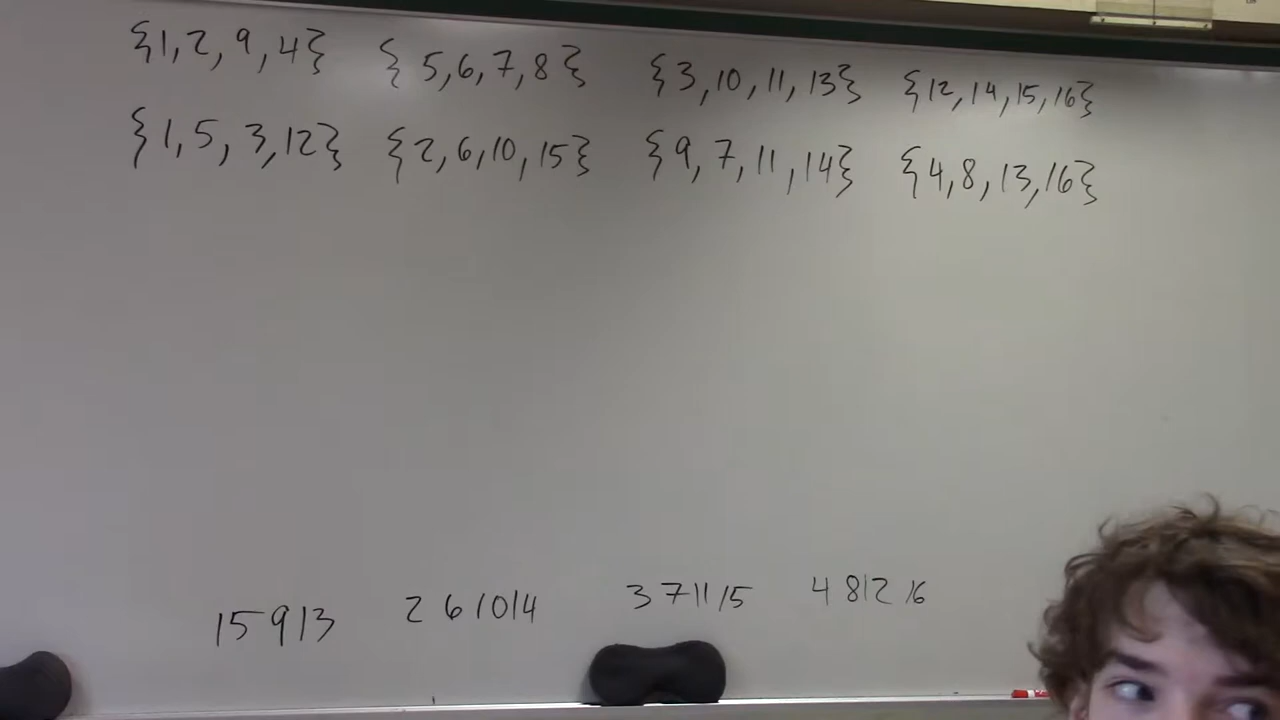 {1,2,9,4} {5,6,7,8} {3,10,11,13} {12,14,15,16}
{1,5,3,12} {2,6,10,15} {9,7,11,14} {4,8,13,16}
1 5 9 13 2 6 10 14 3 7 11 15 4 8 12 16